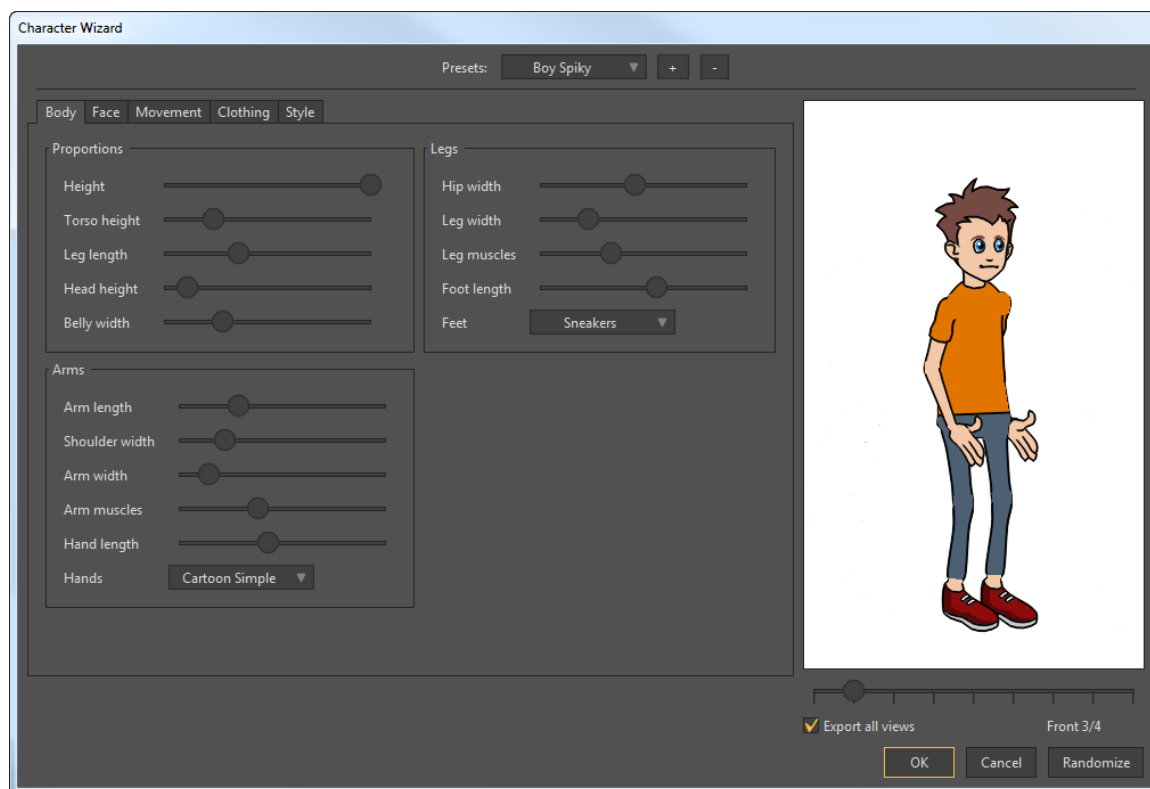 Character Wizard
Presets: Boy Spiky + -
Body Face Movement Clothing Style
Proportions
Height
Torso height
Leg length
Head height
Belly width
Legs
Hip width
Leg width
Leg muscles
Foot length
Feet Sneakers
Arms
Arm length
Shoulder width
Arm width
Arm muscles
Hand length
Hands Cartoon Simple
Export all views Front 3/4
OK Cancel Randomize